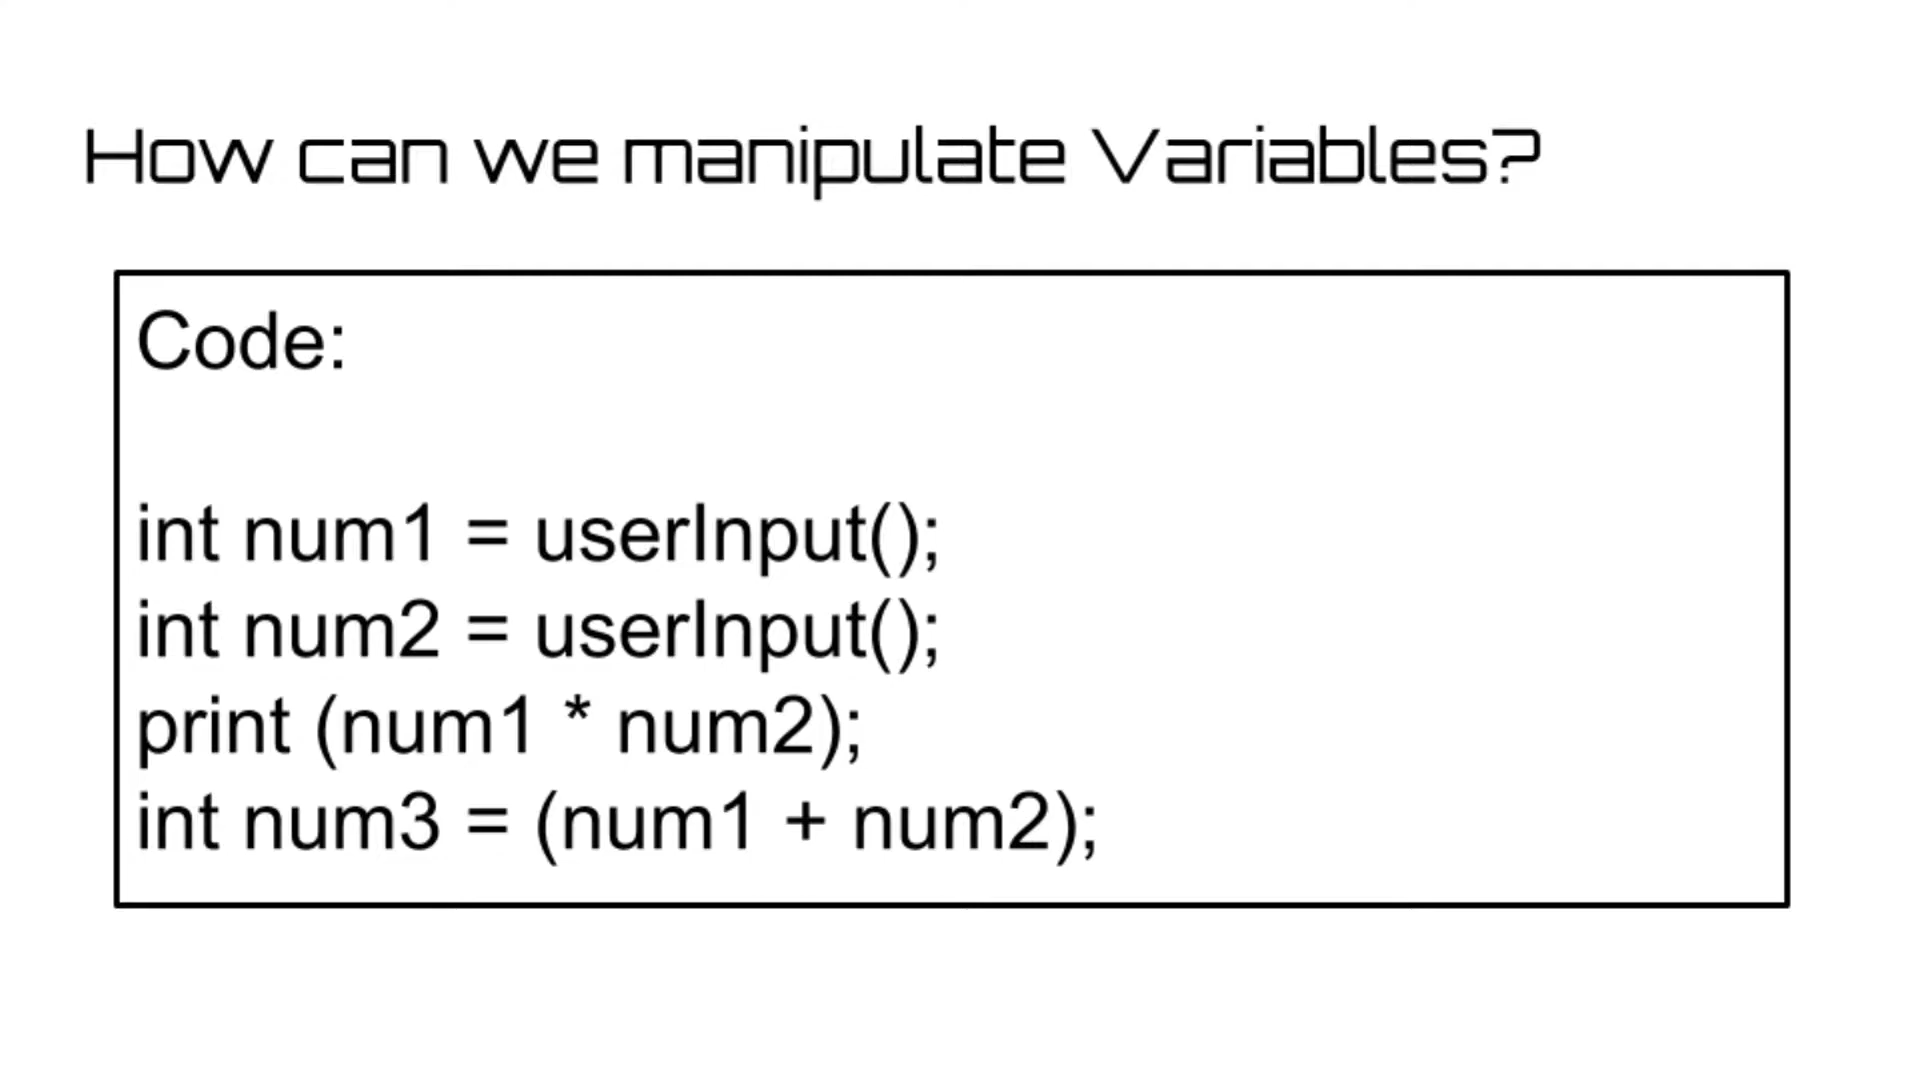 How can we manipulate Variables?
Code:
int num1 = userInput();
int num2 = userInput();
print (num1 * num2);
int num3 = (num1 + num2);